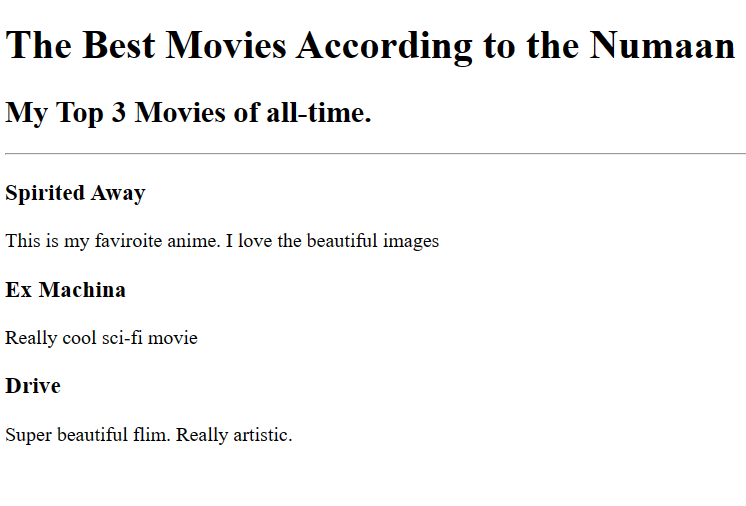 The Best Movies According to the Numaan
My Top 3 Movies of all-time.
Spirited Away
This is my faviroite anime. I love the beautiful images
Ex Machina
Really cool sci-fi movie
Drive
Super beautiful flim. Really artistic.